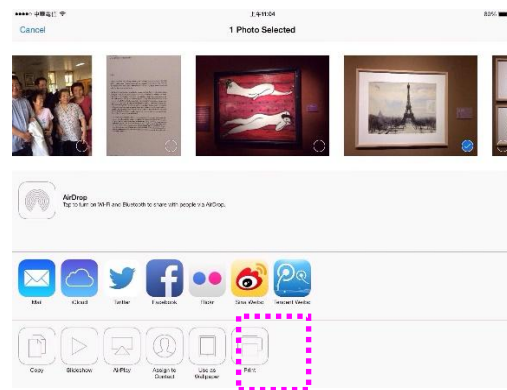 中華電信
上午11:04
Cancel
1 Photo Selected
AirDrop
Tap to turn on Wi-Fi and Bluetooth to share with people via AirDrop.
Mail
iCloud
Twitter
Facebook
Flickr
Sina Weibo
Tencent Weibo
Copy
Slideshow
AirPlay
Assign to
Contact
Use as
Wallpaper
Print